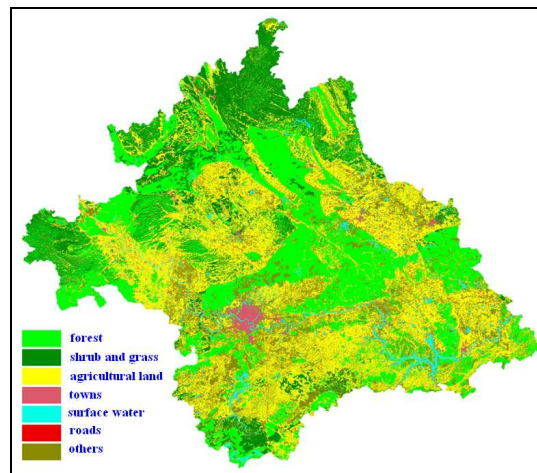 forest
shrub and grass
agricultural land
towns
surface water
roads
others